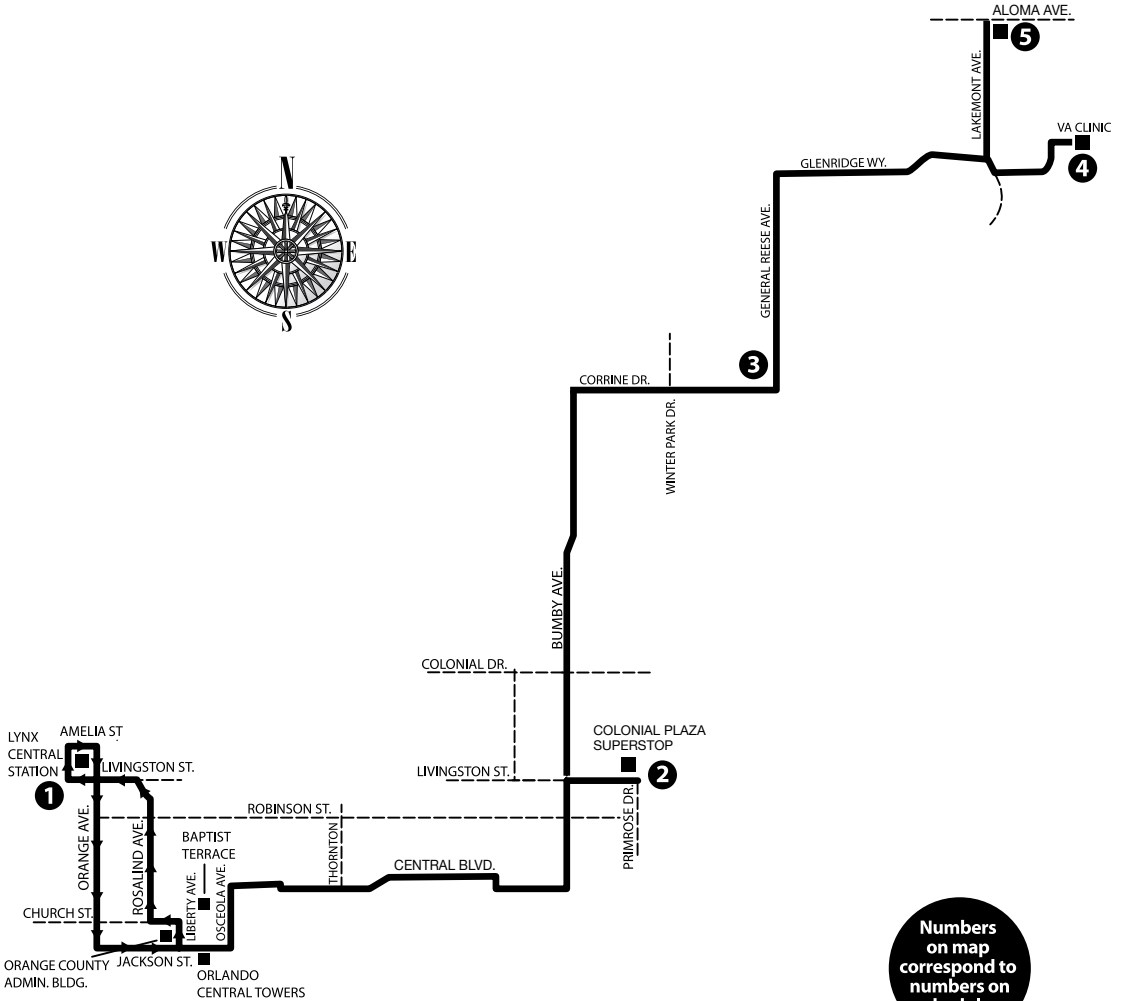 ALOMA AVE.
5
LAKEMONT AVE.
VA CLINIC
4
GLENRIDGE WY.
N
W
E
S
GENERAL REESE AVE.
3
CORRINE DR.
WINTER PARK DR.
BUMBY AVE.
COLONIAL DR.
COLONIAL PLAZA
SUPERSTOP
2
LIVINGSTON ST.
PRIMROSE DR.
AMELIA ST
LYNX
CENTRAL
STATION
1
LIVINGSTON ST.
ROBINSON ST.
ORANGE AVE.
ROSALIND AVE.
BAPTIST
TERRACE
THORNTON
CENTRAL BLVD.
LIBERTY AVE.
OSCEOLA AVE.
CHURCH ST.
ORANGE COUNTY
ADMIN. BLDG.
JACKSON ST.
ORLANDO
CENTRAL TOWERS
Numbers
on map
correspond to
numbers on